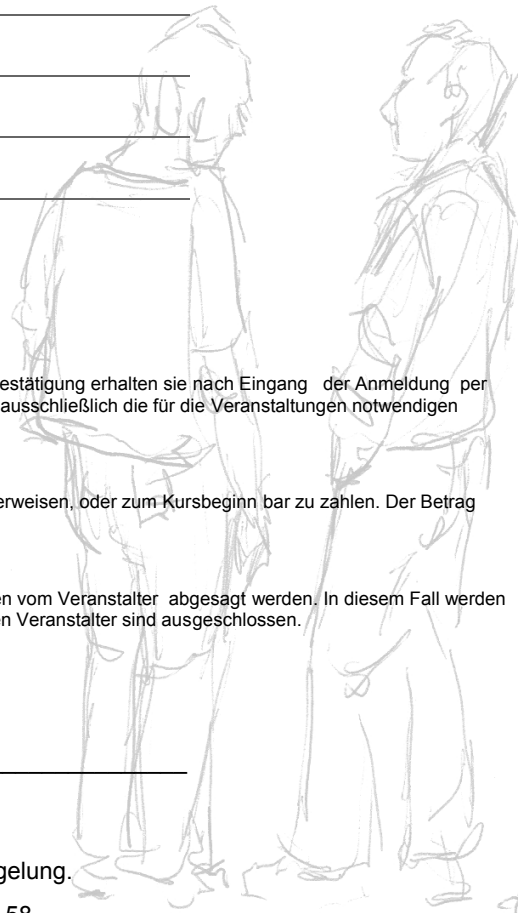 estätigung erhalten sie nach Eingang der Anmeldung per
ausschließlich die für die Veranstaltungen notwendigen
erweisen, oder zum Kursbeginn bar zu zahlen. Der Betrag
en vom Veranstalter abgesagt werden. In diesem Fall werden
en Veranstalter sind ausgeschlossen.
gelung.
58